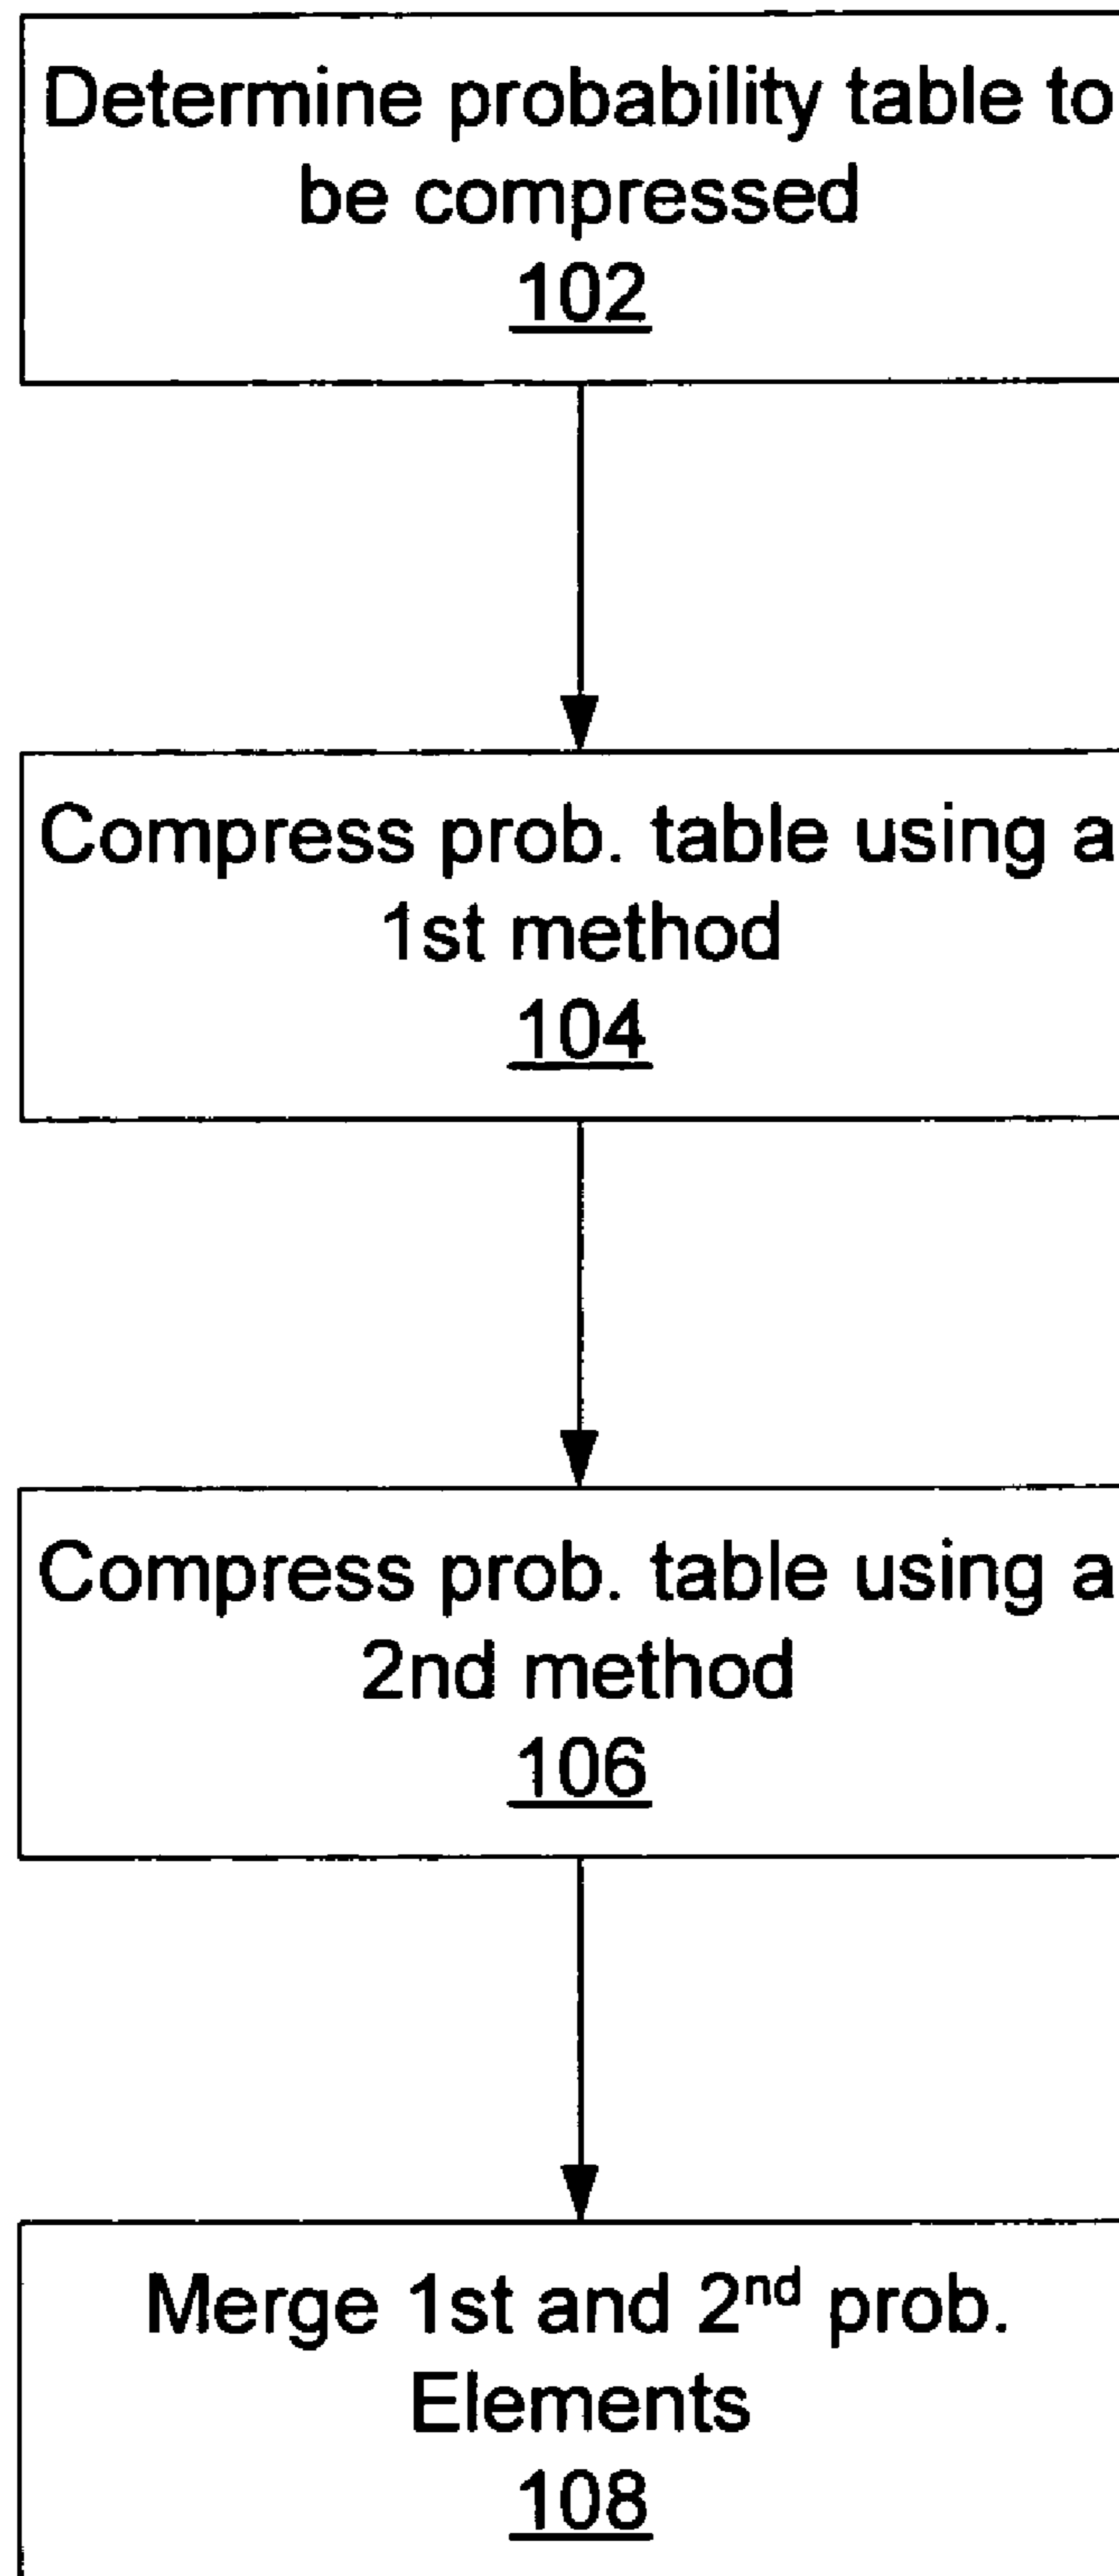 Determine probability table to
be compressed
102
Compress prob. table using a
1st method
104
Compress prob. table using a
2nd method
106
Merge 1st and 2nd prob.
Elements
108